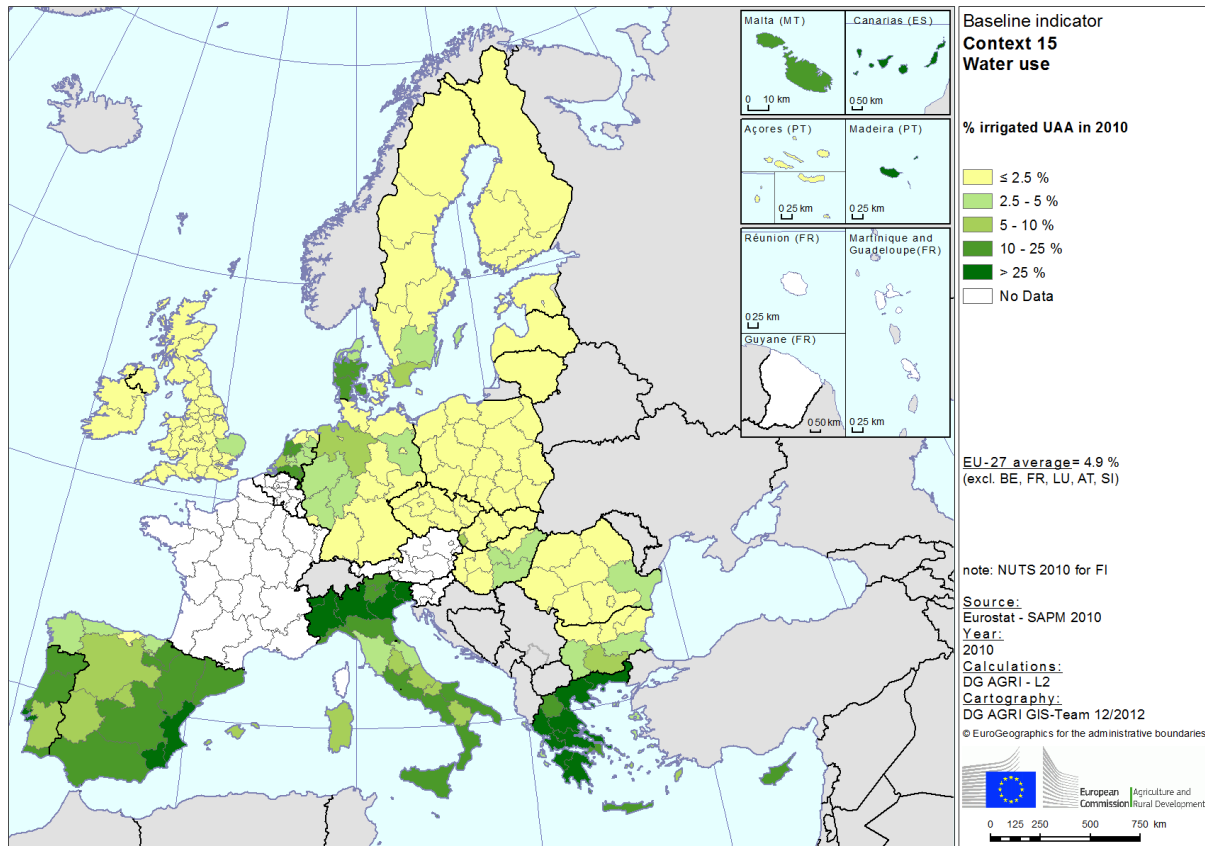 Malta (MT)
0 10 km
Canarias (ES)
0 50 km
Açores (PT)
0 25 km
Madeira (PT)
0 25 km
Réunion (FR)
0 25 km
Martinique and
Guadeloupe(FR)
0 25 km
Guyane (FR)
0 50 km
Baseline indicator
Context 15
Water use
% irrigated UAA in 2010
≤ 2.5 %
2.5 - 5 %
5 - 10 %
10 - 25 %
> 25 %
No Data
EU-27 average= 4.9 %
(excl. BE, FR, LU, AT, SI)
note: NUTS 2010 for FI
Source:
Eurostat - SAPM 2010
Year:
2010
Calculations:
DG AGRI - L2
Cartography:
DG AGRI GIS-Team 12/2012
© EuroGeographics for the administrative boundaries
European
Commission
Agriculture and
Rural Development
0 125 250 500 750 km